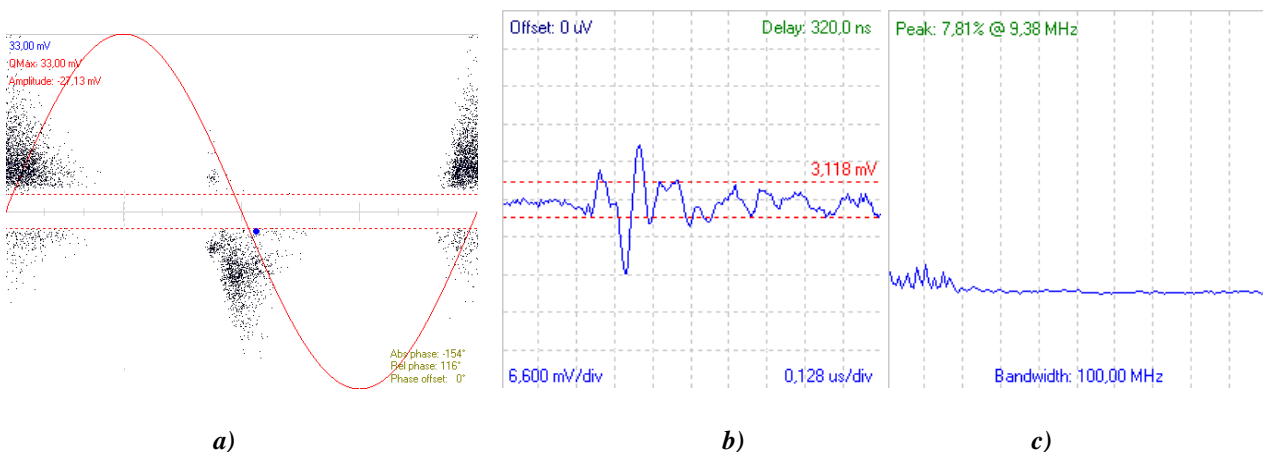 33,00 mV
QMáx: 33,00 mV
Amplitude: -27,13 mV
Abs phase: -154°
Rel phase: 116°
Phase offset: 0°
Offset: 0 uV
Delay: 320,0 ns
3,118 mV
6,600 mV/div
0,128 us/div
Peak: 7,81% @ 9,38 MHz
Bandwidth: 100,00 MHz
a)
b)
c)